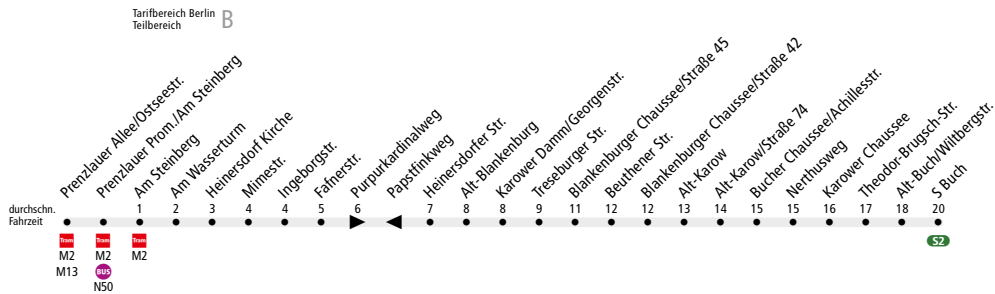 Tarifbereich Berlin
Teilbereich
B
Prenzlauer Allee/Ostseestr.
Prenzlauer Prom./Am Steinberg
Am Steinberg
Am Wasserturm
Heinersdorf Kirche
Mimestr.
Ingeborgstr.
Fafnerstr.
Purpurkardinalweg
Papstfinkweg
Heinersdorfer Str.
Alt-Blankenburg
Karower Damm/Georgenstr.
Treseburger Str.
Blankenburger Chaussee/Straße 45
Beuthener Str.
Blankenburger Chaussee/Straße 42
Alt-Karow
Alt-Karow/Straße 74
Bucher Chaussee/Achillesstr.
Nerthusweg
Karower Chaussee
Theodor-Brugsch-Str.
Alt-Buch/Wiltbergstr.
S Buch
durchschn. 1 2 3 4 4 5 6 7 8 8 9 11 12 12 13 14 15 15 16 17 18 20
Fahrzeit
Tram Tram Tram S2
M2 M2 M2
M13 BUS
N50